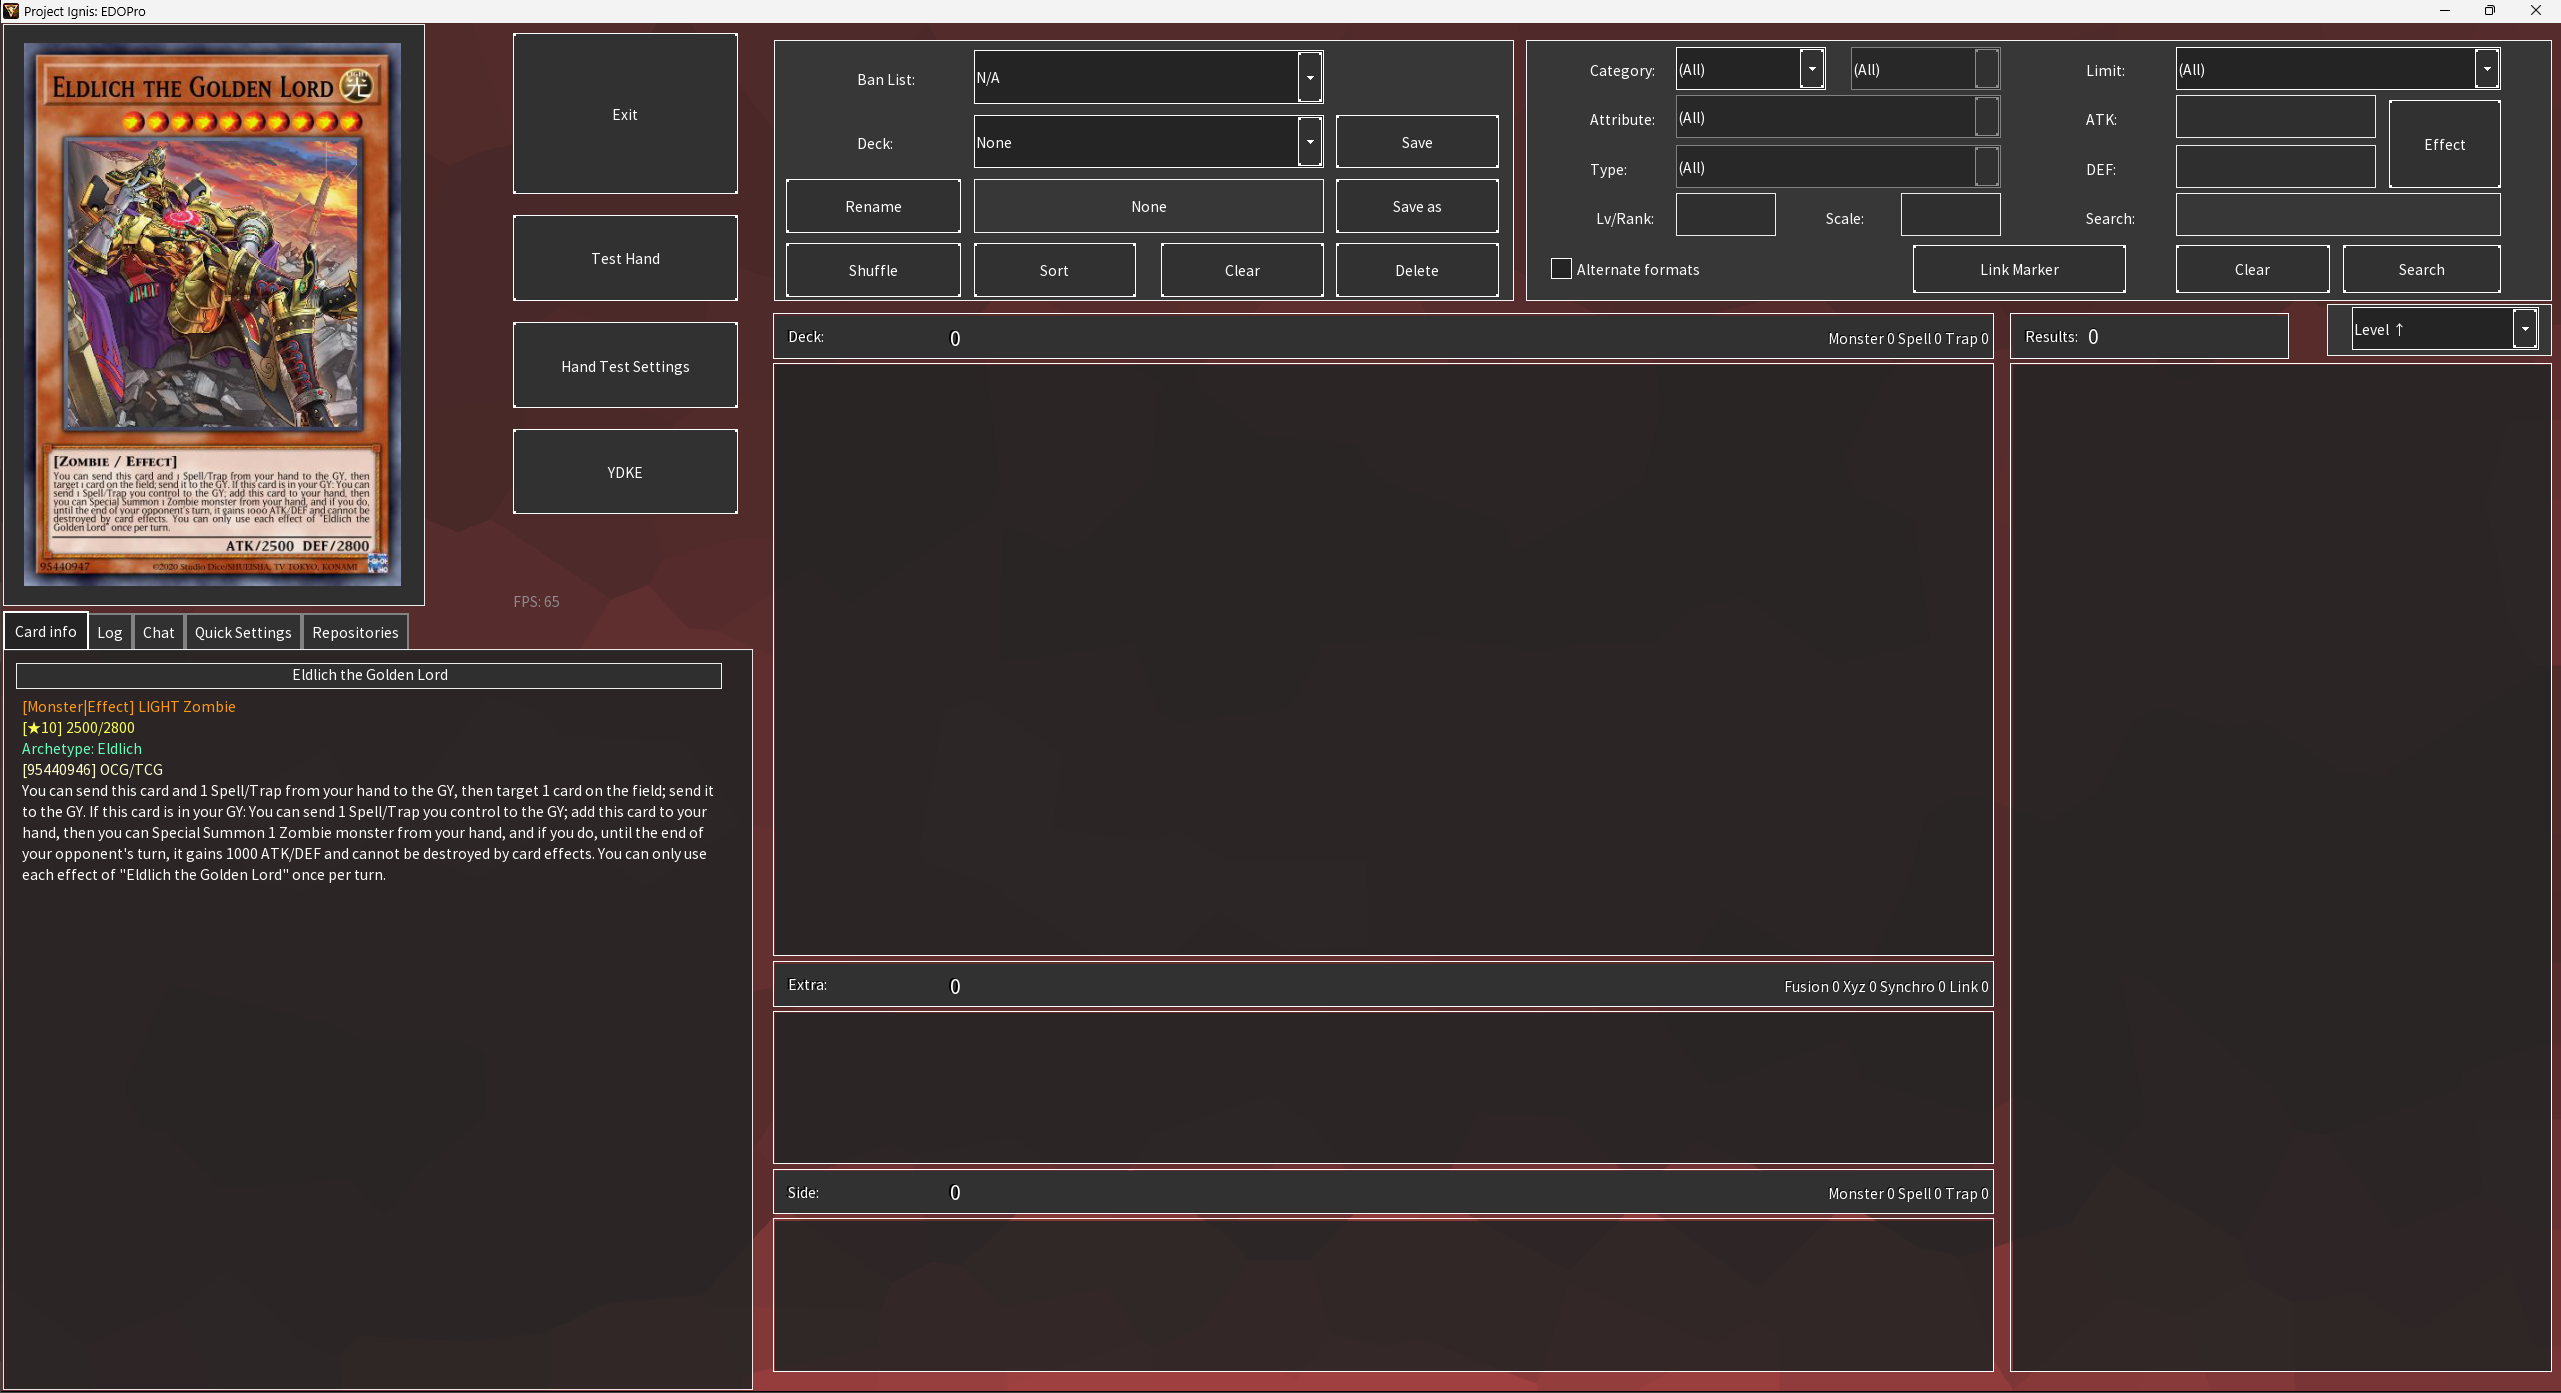 Project Ignis: EDOPro
ELDLICH THE GOLDEN LORD
LIGHT
光
[ZOMBIE / EFFECT]
You can send this card and 1 Spell/Trap from your hand to the GY, then
target 1 card on the field; send it to the GY. If this card is in your GY: You can
send 1 Spell/Trap you control to the GY; add this card to your hand, then
you can Special Summon 1 Zombie monster from your hand, and if you do,
until the end of your opponent's turn, it gains 1000 ATK/DEF and cannot be
destroyed by card effects. You can only use each effect of "Eldlich the
Golden Lord" once per turn.
ATK/2500 DEF/2800
95440947
©2020 Studio Dice/SHUEISHA, TV TOKYO, KONAMI
Exit
Test Hand
Hand Test Settings
YDKE
FPS: 65
Card info
Log
Chat
Quick Settings
Repositories
Eldlich the Golden Lord
[Monster|Effect] LIGHT Zombie
[★10] 2500/2800
Archetype: Eldlich
[95440946] OCG/TCG
You can send this card and 1 Spell/Trap from your hand to the GY, then target 1 card on the field; send it
to the GY. If this card is in your GY: You can send 1 Spell/Trap you control to the GY; add this card to your
hand, then you can Special Summon 1 Zombie monster from your hand, and if you do, until the end of
your opponent's turn, it gains 1000 ATK/DEF and cannot be destroyed by card effects. You can only use
each effect of "Eldlich the Golden Lord" once per turn.
Ban List:
N/A
Deck:
None
Save
Rename
None
Save as
Shuffle
Sort
Clear
Delete
Category:
(All)
(All)
Limit:
(All)
Attribute:
(All)
ATK:
Effect
Type:
(All)
DEF:
Lv/Rank:
Scale:
Search:
Alternate formats
Link Marker
Clear
Search
Deck:
0
Monster 0 Spell 0 Trap 0
Results: 0
Level ↑
Extra:
0
Fusion 0 Xyz 0 Synchro 0 Link 0
Side:
0
Monster 0 Spell 0 Trap 0